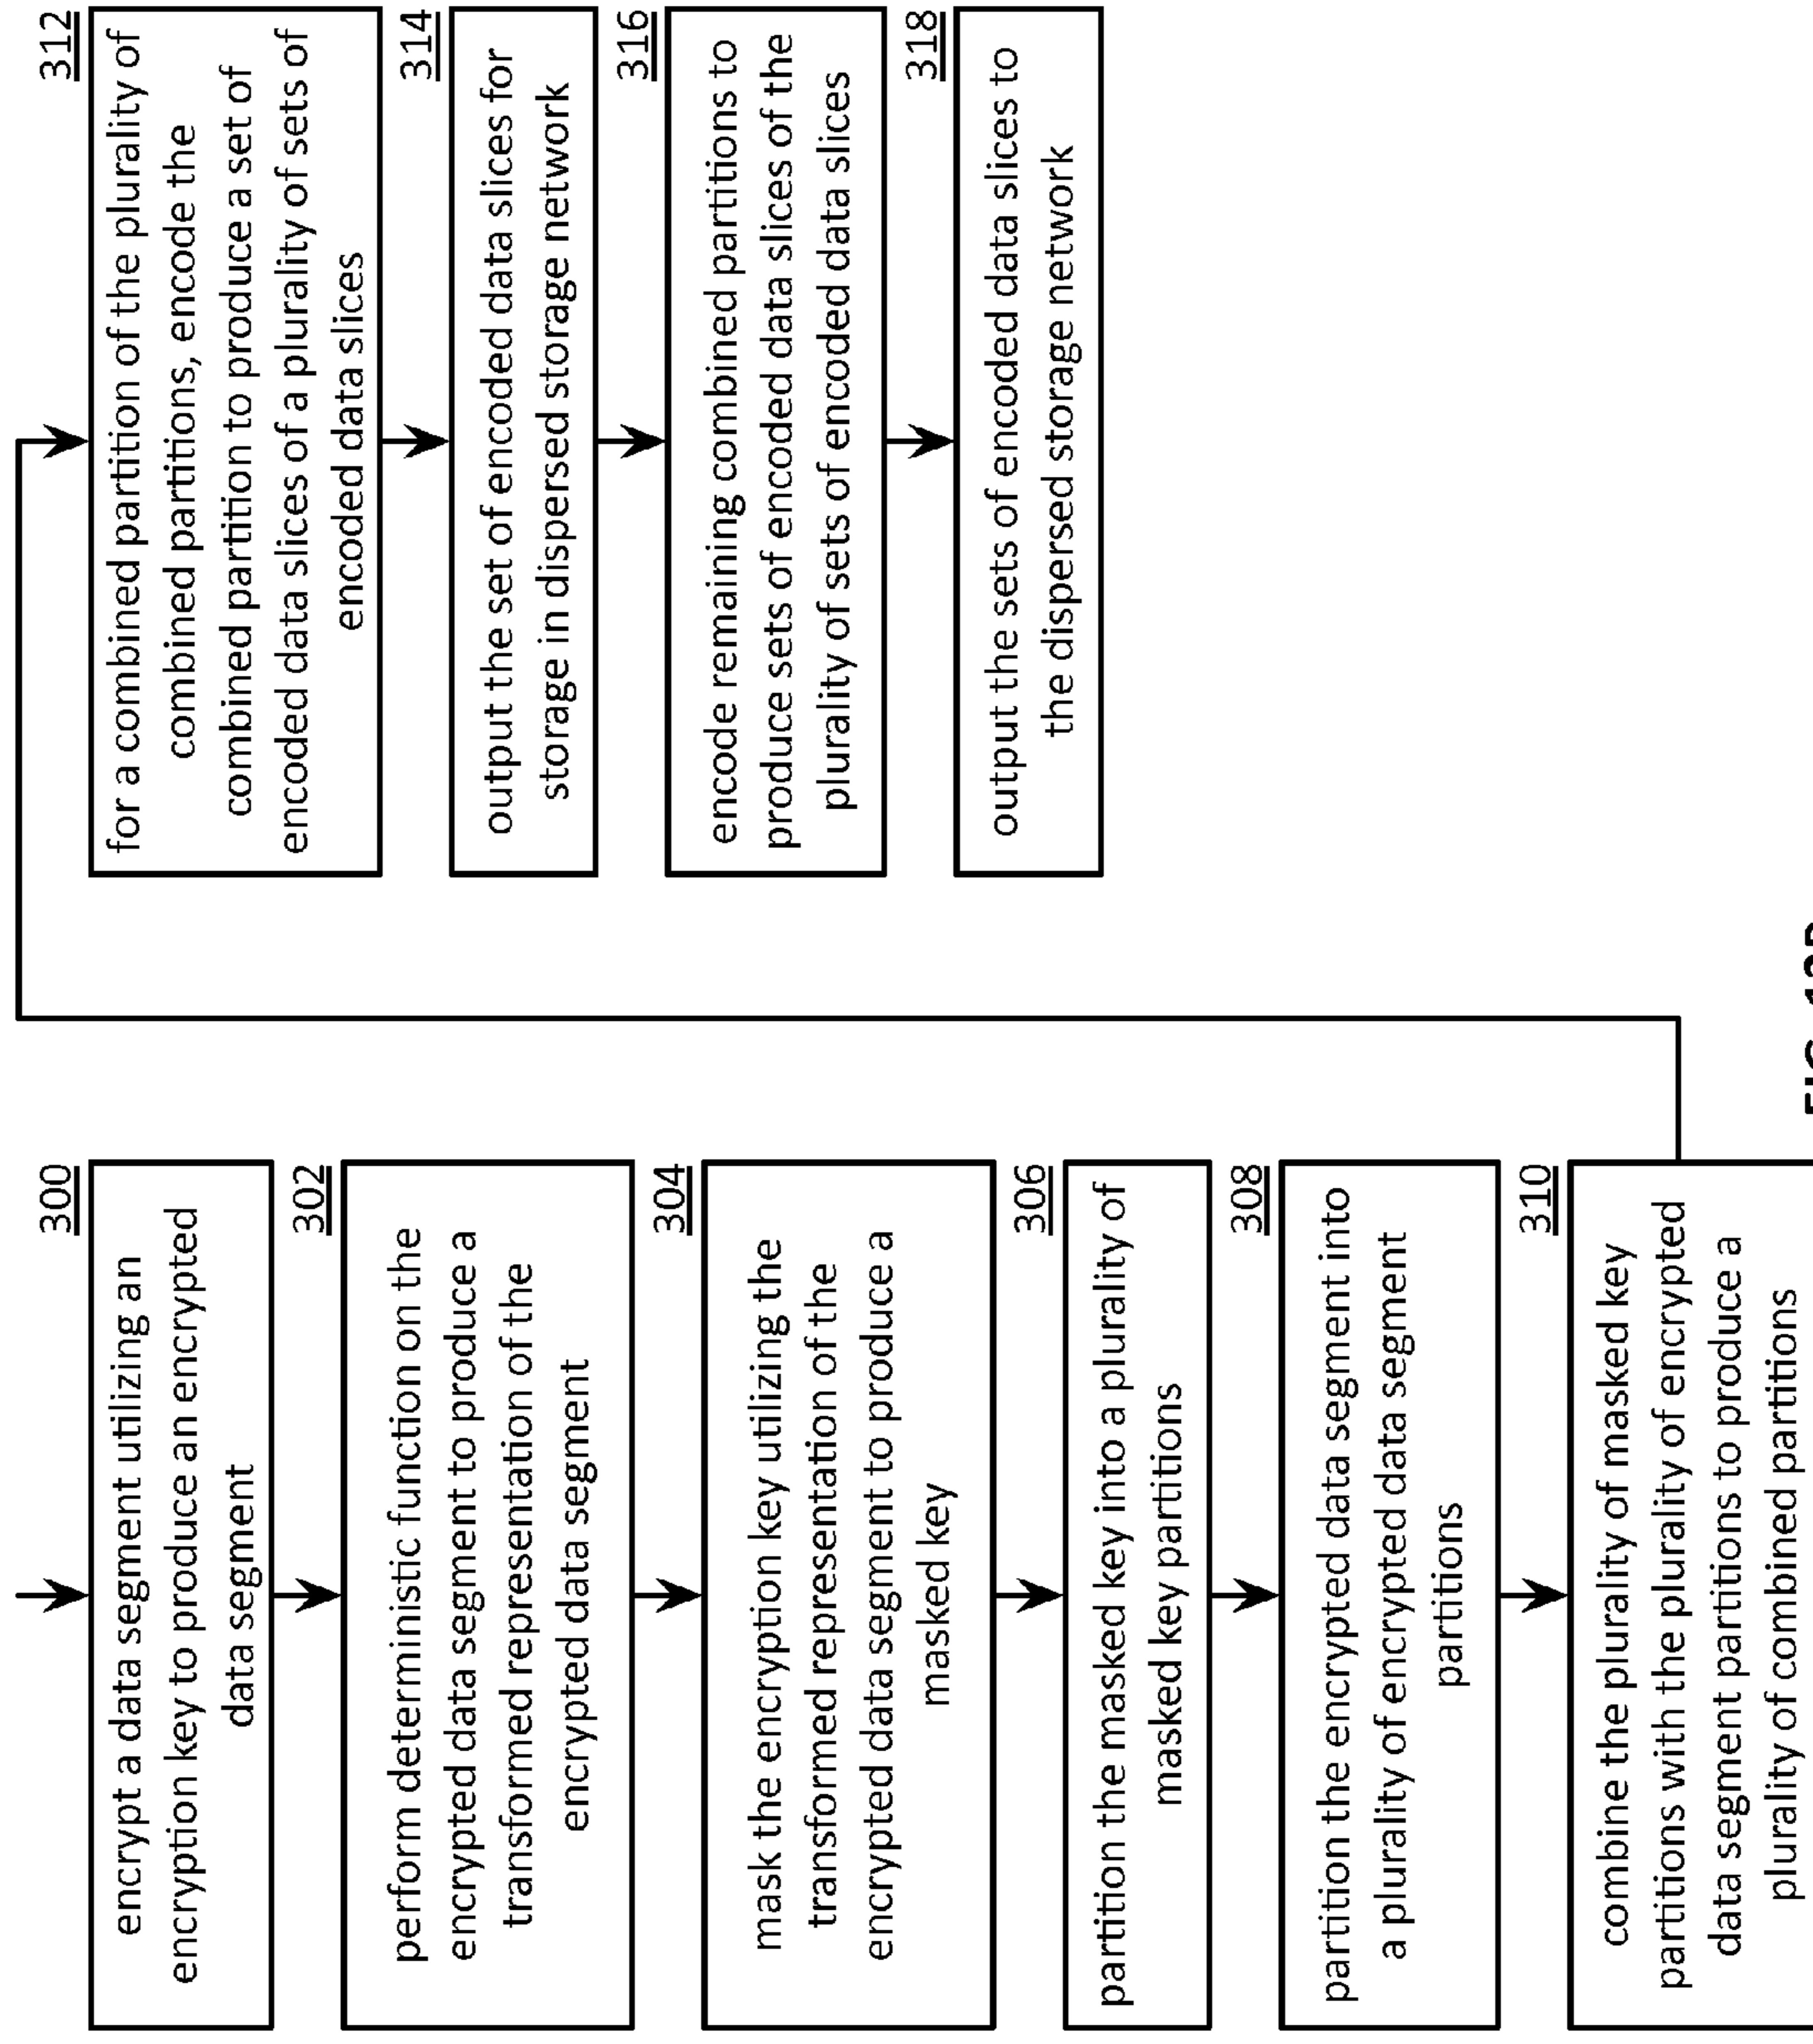 300
encrypt a data segment utilizing an
encryption key to produce an encrypted
data segment
302
perform deterministic function on the
encrypted data segment to produce a
transformed representation of the
encrypted data segment
304
mask the encryption key utilizing the
transformed representation of the
encrypted data segment to produce a
masked key
306
partition the masked key into a plurality of
masked key partitions
308
partition the encrypted data segment into
a plurality of encrypted data segment
partitions
310
combine the plurality of masked key
partitions with the plurality of encrypted
data segment partitions to produce a
plurality of combined partitions
312
for a combined partition of the plurality of
combined partitions, encode the
combined partition to produce a set of
encoded data slices of a plurality of sets of
encoded data slices
314
output the set of encoded data slices for
storage in dispersed storage network
316
encode remaining combined partitions to
produce sets of encoded data slices of the
plurality of sets of encoded data slices
318
output the sets of encoded data slices to
the dispersed storage network
FIG.